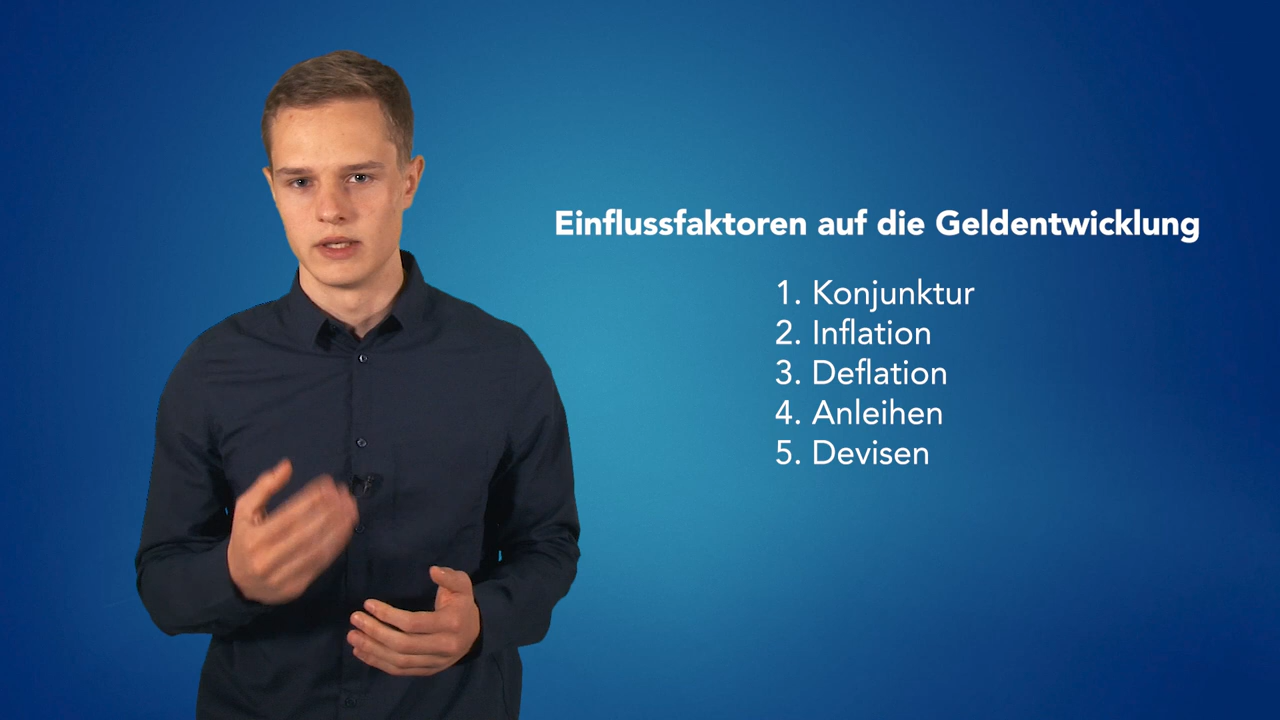 Einflussfaktoren auf die Geldentwicklung
1. Konjunktur
2. Inflation
3. Deflation
4. Anleihen
5. Devisen